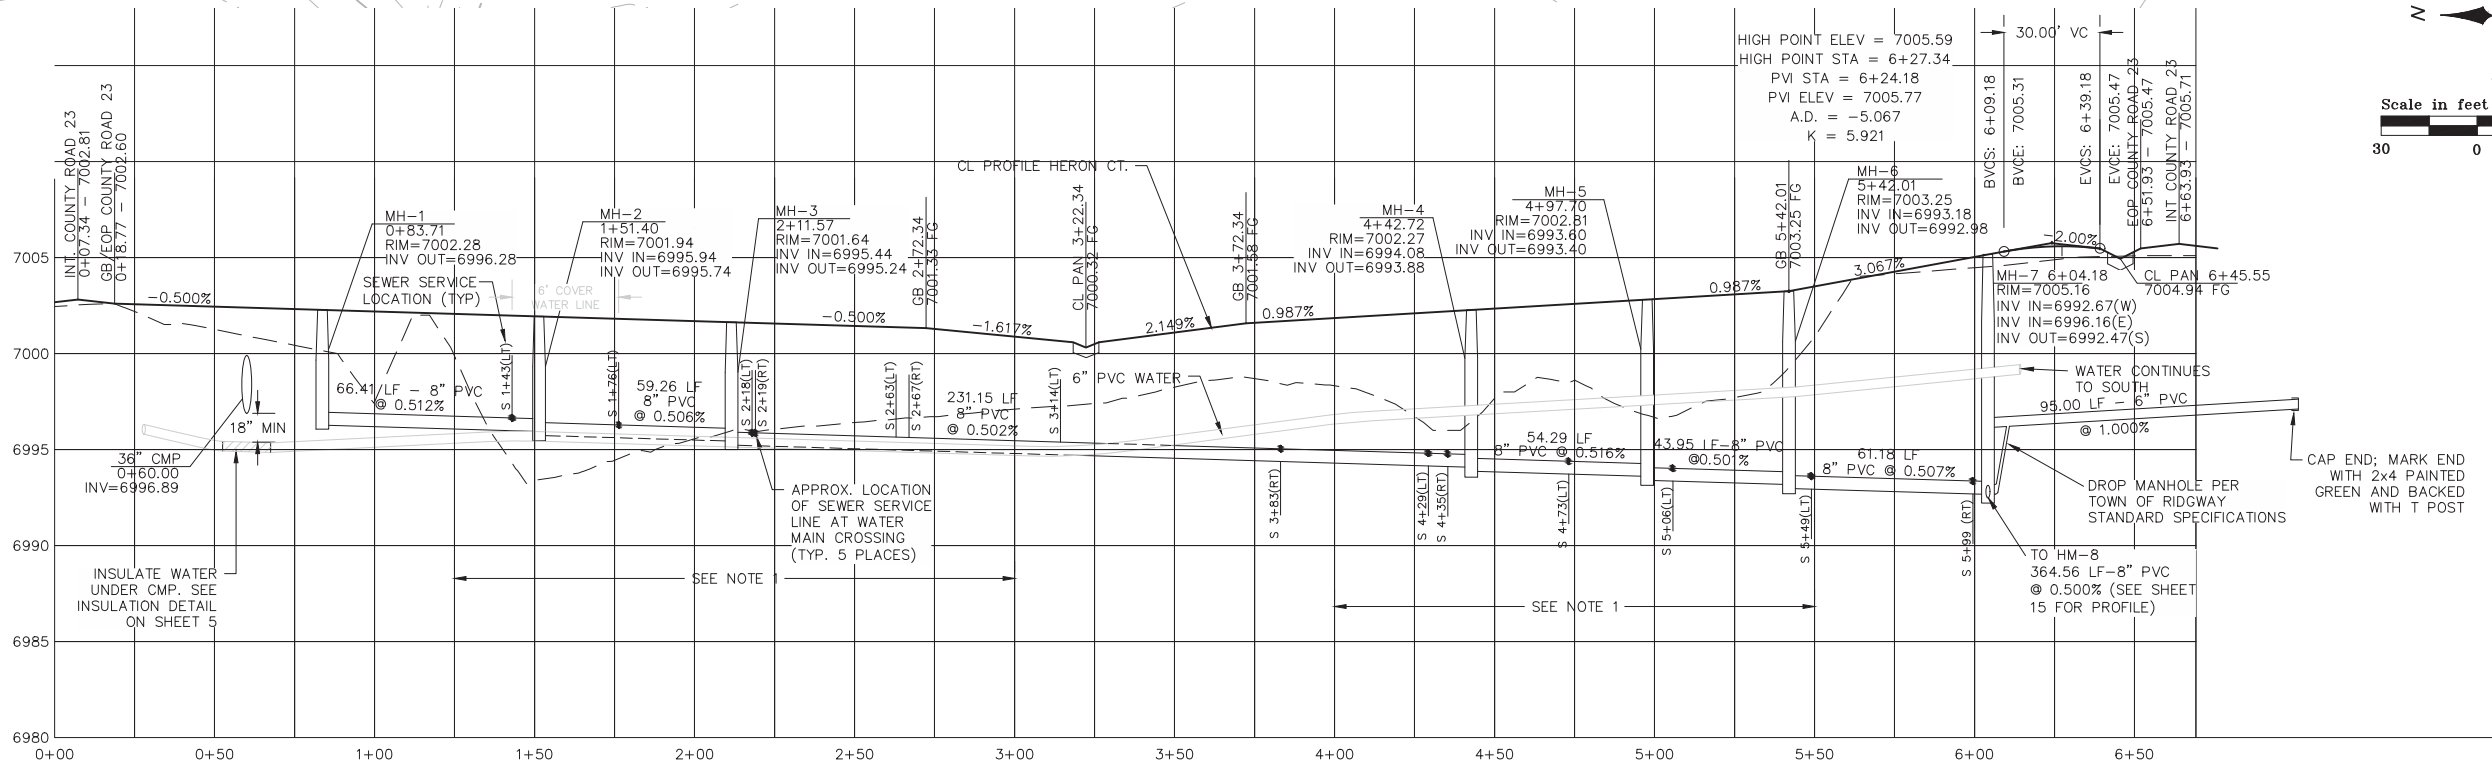 HIGH POINT ELEV = 7005.59
HIGH POINT STA = 6+27.34
PVI STA = 6+24.18
PVI ELEV = 7005.77
A.D. = -5.067
K = 5.921
30.00' VC
BVCS: 6+09.18
BVCE: 7005.31
EVCS: 6+39.18
EVCE: 7005.47
EOP COUNTY ROAD 23
6+51.93 - 7005.47
INT COUNTY ROAD 23
6+63.93 - 7005.71
N
Scale in feet
30
0
INT. COUNTY ROAD 23
0+07.34 - 7002.81
GB/EOP COUNTY ROAD 23
0+18.77 - 7002.60
MH-1
0+83.71
RIM=7002.28
INV OUT=6996.28
SEWER SERVICE
LOCATION (TYP)
6' COVER
WATER LINE
MH-2
1+51.40
RIM=7001.94
INV IN=6995.94
INV OUT=6995.74
MH-3
2+11.57
RIM=7001.64
INV IN=6995.44
INV OUT=6995.24
GB 2+72.34
7001.33 FG
CL PROFILE HERON CT.
CL PAN 3+22.34
7000.32 FG
GB 3+72.34
7001.58 FG
MH-4
4+42.72
RIM=7002.27
INV IN=6994.08
INV OUT=6993.88
MH-5
4+97.70
RIM=7002.81
INV IN=6993.60
INV OUT=6993.40
GB 5+42.01
7003.25 FG
MH-6
5+42.01
RIM=7003.25
INV IN=6993.18
INV OUT=6992.98
MH-7 6+04.18
RIM=7005.16
INV IN=6992.67(W)
INV IN=6996.16(E)
INV OUT=6992.47(S)
CL PAN 6+45.55
7004.94 FG
-0.500%
-0.500%
-1.617%
2.149%
0.987%
0.987%
3.067%
-2.00%
7005
7000
6995
6990
6985
6980
66.41 LF - 8" PVC
@ 0.512%
S 1+43(LT)
S 1+76(LT)
59.26 LF
8" PVC
@ 0.506%
S 2+18(LT)
S 2+19(RT)
S 2+63(LT)
S 2+67(RT)
231.15 LF
8" PVC
@ 0.502%
S 3+14(LT)
6" PVC WATER
S 3+83(RT)
S 4+29(LT)
S 4+35(RT)
54.29 LF
8" PVC @ 0.516%
S 4+73(LT)
43.95 LF-8" PVC
@0.501%
S 5+06(LT)
61.18 LF
8" PVC @ 0.507%
S 5+49(LT)
S 5+99 (RT)
WATER CONTINUES
TO SOUTH
95.00 LF - 6" PVC
@ 1.000%
CAP END; MARK END
WITH 2x4 PAINTED
GREEN AND BACKED
WITH T POST
DROP MANHOLE PER
TOWN OF RIDGWAY
STANDARD SPECIFICATIONS
TO HM-8
364.56 LF-8" PVC
@ 0.500% (SEE SHEET
15 FOR PROFILE)
18" MIN
36" CMP
0+60.00
INV=6996.89
INSULATE WATER
UNDER CMP. SEE
INSULATION DETAIL
ON SHEET 5
APPROX. LOCATION
OF SEWER SERVICE
LINE AT WATER
MAIN CROSSING
(TYP. 5 PLACES)
SEE NOTE 1
SEE NOTE 1
0+00
0+50
1+00
1+50
2+00
2+50
3+00
3+50
4+00
4+50
5+00
5+50
6+00
6+50